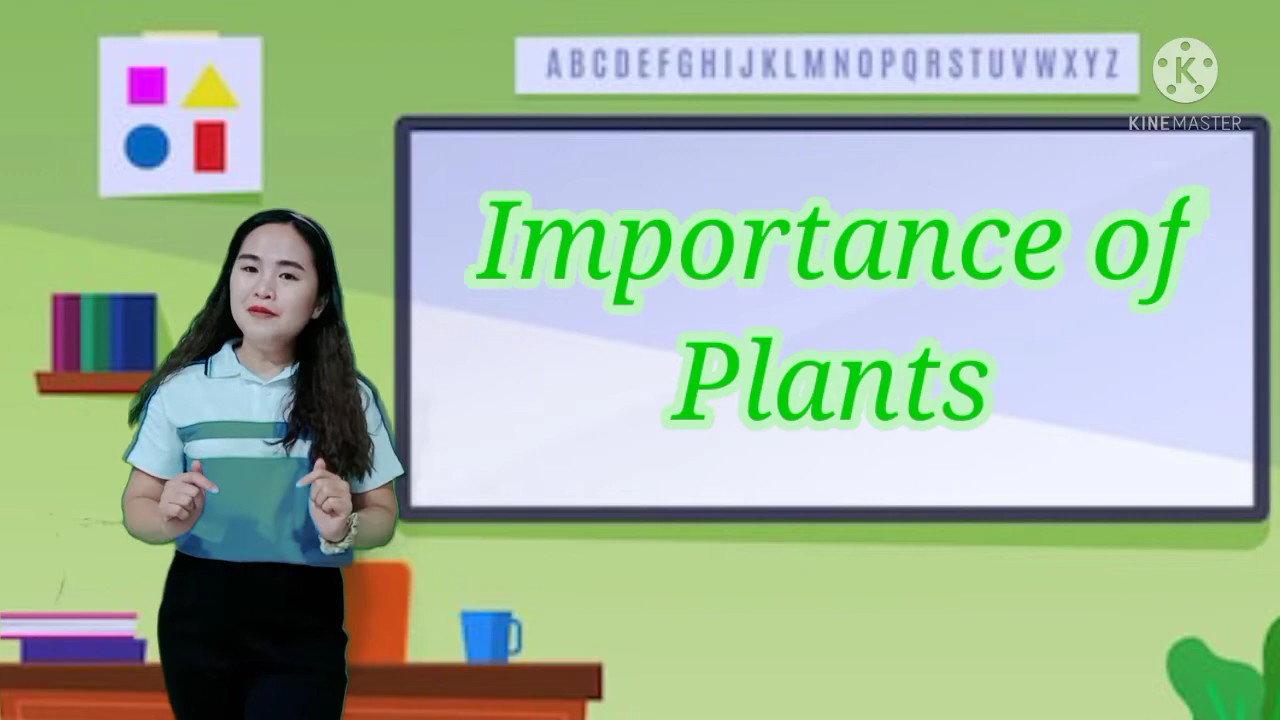 ABCDEFGHIJKLMNOPQRSTUVWXYZ
K
KINEMASTER
Importance of
Plants